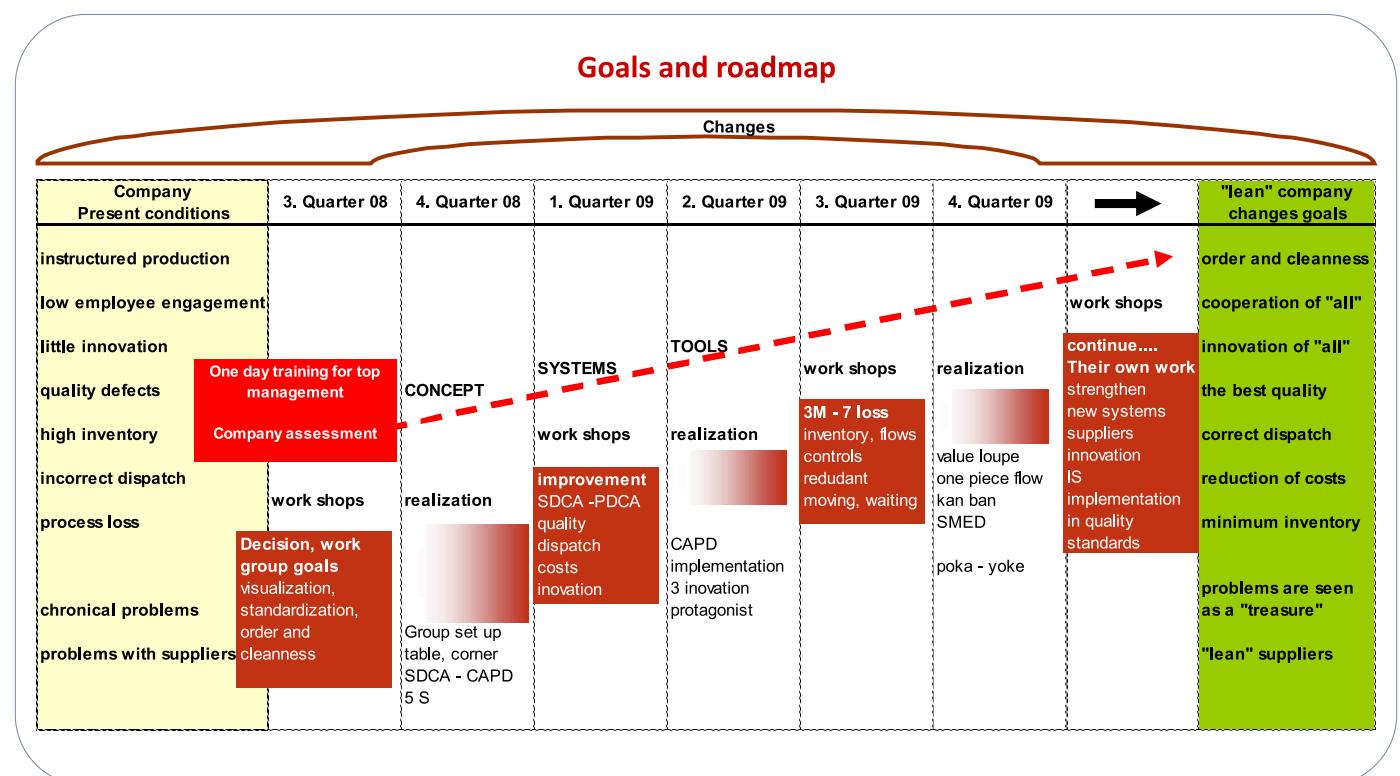 Goals and roadmap
Changes
Company
Present conditions
3. Quarter 08
4. Quarter 08
1. Quarter 09
2. Quarter 09
3. Quarter 09
4. Quarter 09
"lean" company
changes goals
instructured production
low employee engagement
little innovation
quality defects
high inventory
incorrect dispatch
process loss
chronical problems
problems with suppliers
One day training for top
management
Company assessment
work shops
Decision, work
group goals
visualization,
standardization,
order and
cleanness
CONCEPT
realization
Group set up
table, corner
SDCA - CAPD
5 S
SYSTEMS
work shops
improvement
SDCA -PDCA
quality
dispatch
costs
inovation
TOOLS
realization
CAPD
implementation
3 inovation
protagonist
work shops
3M - 7 loss
inventory, flows
controls
redudant
moving, waiting
realization
value loupe
one piece flow
kan ban
SMED
poka - yoke
work shops
continue....
Their own work
strengthen
new systems
suppliers
innovation
IS
implementation
in quality
standards
order and cleanness
cooperation of "all"
innovation of "all"
the best quality
correct dispatch
reduction of costs
minimum inventory
problems are seen
as a "treasure"
"lean" suppliers